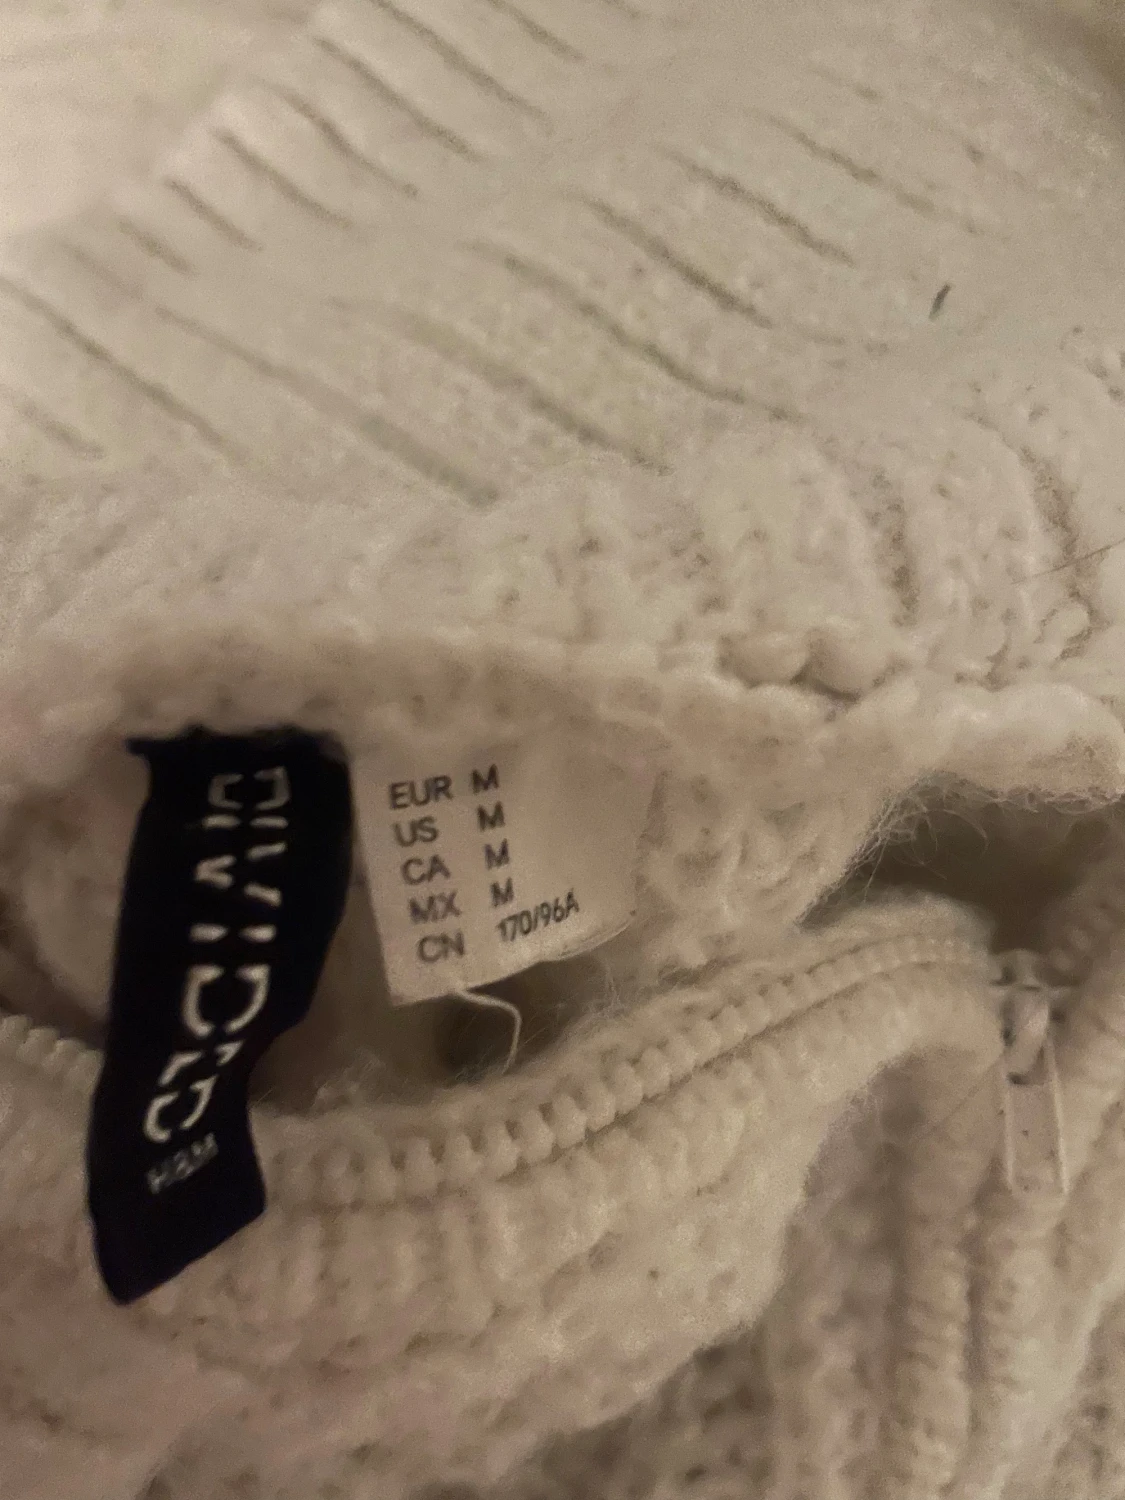 DIVIDED
H&M
EUR M
US M
CA M
MX M
CN 170/96A